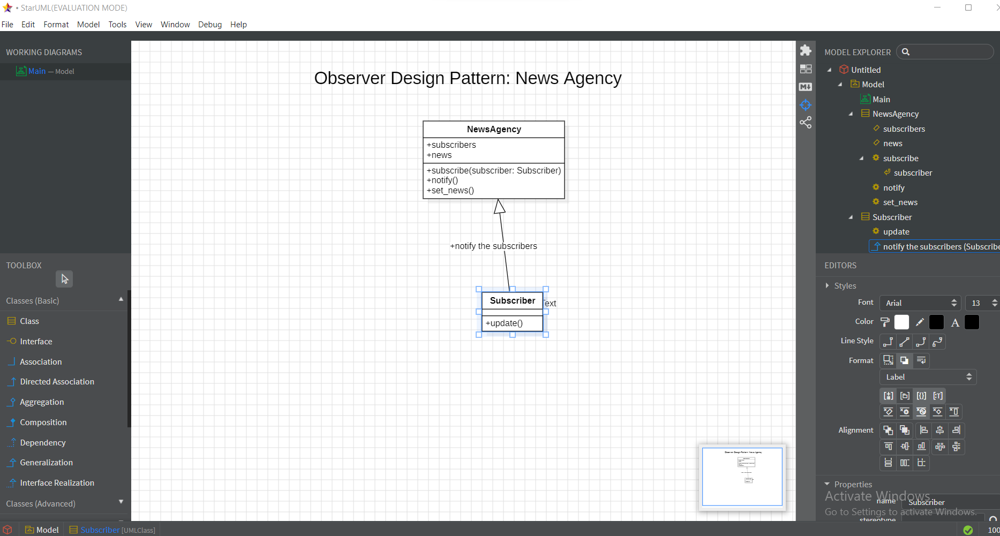 • StarUML(EVALUATION MODE)
File Edit Format Model Tools View Window Debug Help
WORKING DIAGRAMS
Main — Model
TOOLBOX
Classes (Basic)
Class
Interface
Association
Directed Association
Aggregation
Composition
Dependency
Generalization
Interface Realization
Classes (Advanced)
Observer Design Pattern: News Agency
NewsAgency
+subscribers
+news
+subscribe(subscriber: Subscriber)
+notify()
+set_news()
+notify the subscribers
Subscriber
Text
+update()
MODEL EXPLORER
Untitled
Model
Main
NewsAgency
subscribers
news
subscribe
subscriber
notify
set_news
Subscriber
update
notify the subscribers (Subscribe
EDITORS
Styles
Font Arial 13
Color
Line Style
Format
Label
Alignment
Properties
Activate Windows
name Subscriber
Go to Settings to activate Windows.
stereotype
Model Subscriber [UMLClass]
100